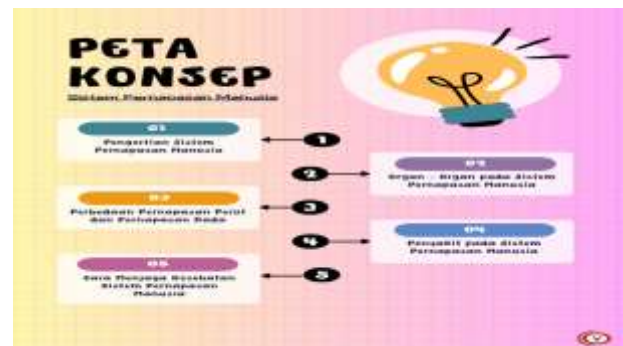 PETA
KONSEP
Sistem Pernapasan Manusia
01
Pengertian Sistem
Pernapasan Manusia
1
02
Organ - Organ pada Sistem
Pernapasan Manusia
2
03
Perbedaan Pernapasan Perut
dan Pernapasan Dada
3
04
Penyakit pada Sistem
Pernapasan Manusia
4
05
Cara Menjaga Kesehatan
Sistem Pernapasan
Manusia
5